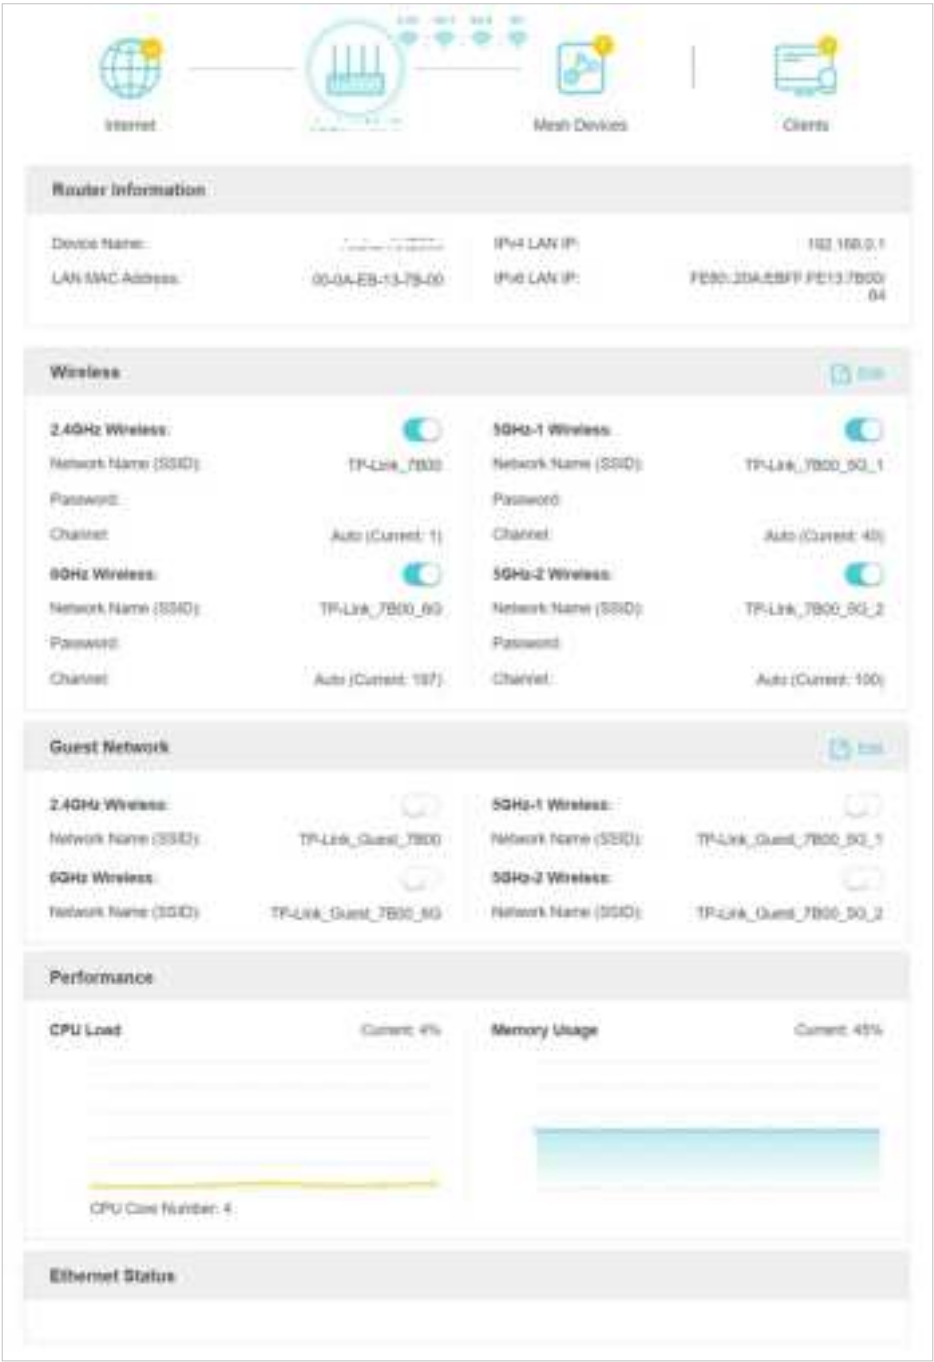 Internet
Mesh Devices
Clients
Router Information
Device Name:
IPv4 LAN IP: 192.168.0.1
LAN MAC Address: 00-0A-EB-13-7B-00
IPv6 LAN IP: FE80::20A:EBFF:FE13:7B00/
64
Wireless Edit
2.4GHz Wireless:
5GHz-1 Wireless:
Network Name (SSID): TP-Link_7B00
Network Name (SSID): TP-Link_7B00_5G_1
Password:
Password:
Channel: Auto (Current: 1)
Channel: Auto (Current: 40)
6GHz Wireless:
5GHz-2 Wireless:
Network Name (SSID): TP-Link_7B00_6G
Network Name (SSID): TP-Link_7B00_5G_2
Password:
Password:
Channel: Auto (Current: 197)
Channel: Auto (Current: 100)
Guest Network Edit
2.4GHz Wireless:
5GHz-1 Wireless:
Network Name (SSID): TP-Link_Guest_7B00
Network Name (SSID): TP-Link_Guest_7B00_5G_1
6GHz Wireless:
5GHz-2 Wireless:
Network Name (SSID): TP-Link_Guest_7B00_6G
Network Name (SSID): TP-Link_Guest_7B00_5G_2
Performance
CPU Load Current: 4%
Memory Usage Current: 45%
CPU Core Number: 4
Ethernet Status